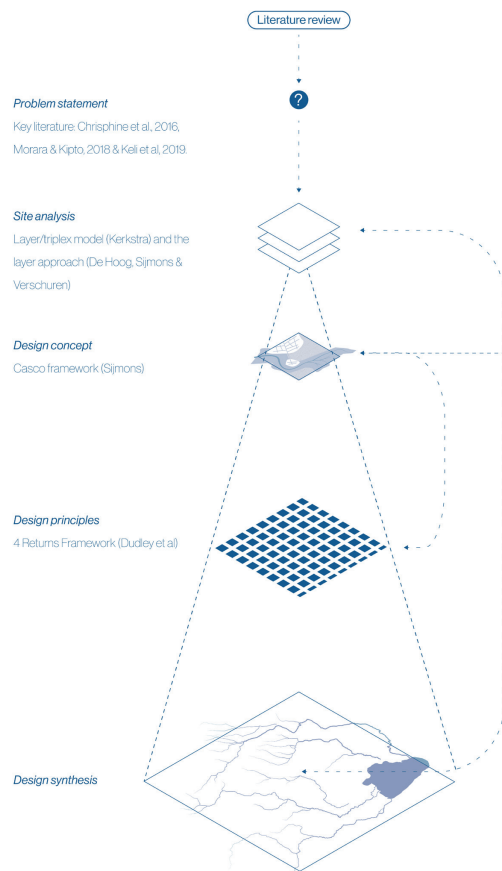 Literature review
?
Problem statement
Key literature: Chrisphine et al., 2016,
Morara & Kipto, 2018 & Keli et al, 2019.
Site analysis
Layer/triplex model (Kerkstra) and the
layer approach (De Hoog, Sijmons &
Verschuren)
Design concept
Casco framework (Sijmons)
Design principles
4 Returns Framework (Dudley et al)
Design synthesis